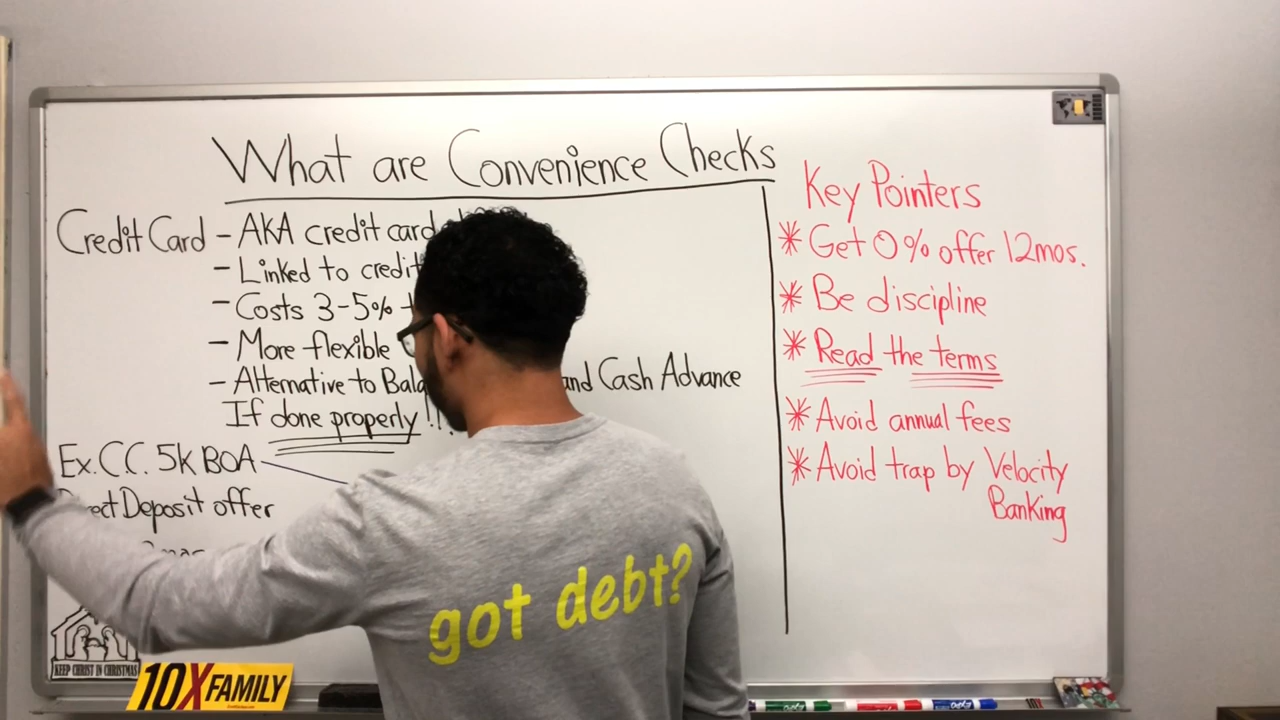 What are Convenience Checks
Credit Card - AKA credit card
- Linked to credit
- Costs 3-5%
- More flexible
- Alternative to and Cash Advance
If done properly !!!
Ex. C.C. 5k BOA
Deposit offer
Key Pointers
* Get 0% offer 12mos.
* Be discipline
* Read the terms
* Avoid annual fees
* Avoid trap by Velocity
Banking
got debt?
KEEP CHRIST IN CHRISTMAS
10X FAMILY
expo